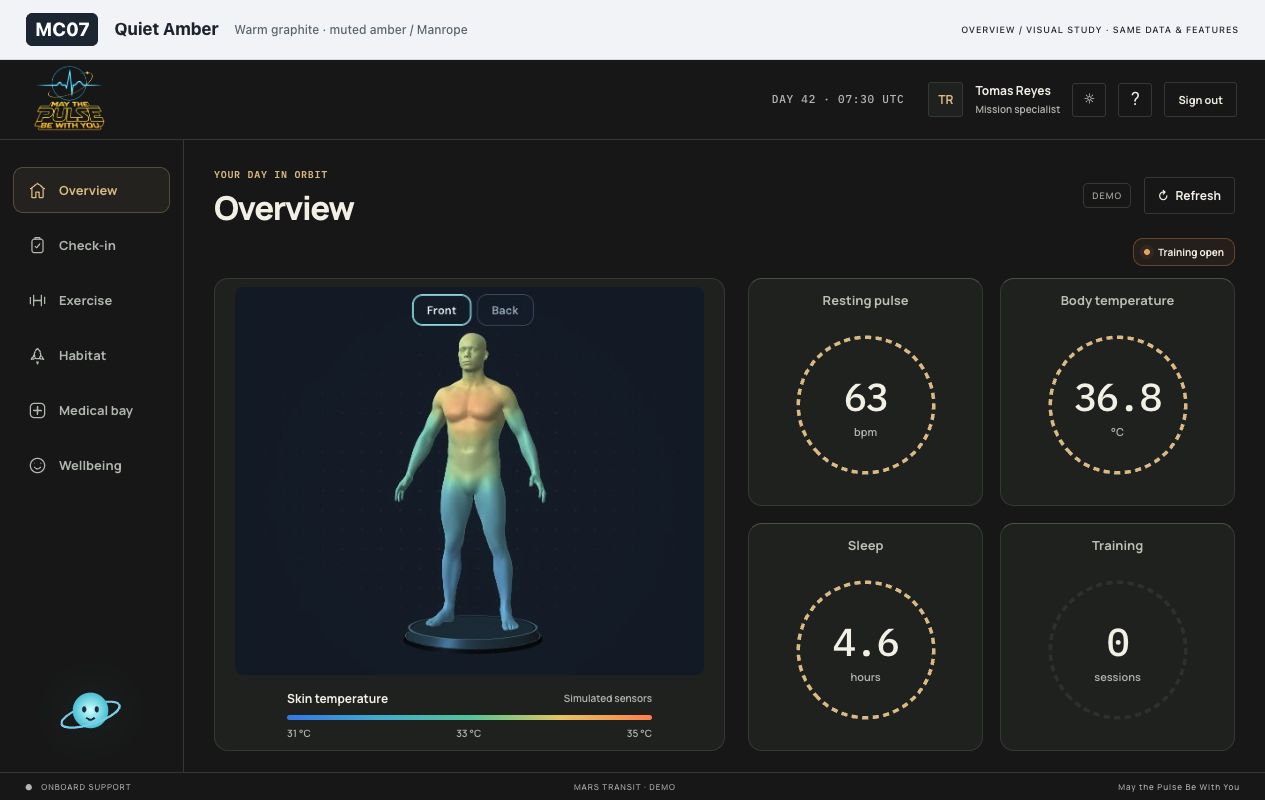 MC07
Quiet Amber
Warm graphite · muted amber / Manrope
OVERVIEW / VISUAL STUDY · SAME DATA & FEATURES
MAY THE
PULSE
BE WITH YOU
DAY 42 · 07:30 UTC
TR
Tomas Reyes
Mission specialist
?
Sign out
Overview
Check-in
Exercise
Habitat
Medical bay
Wellbeing
YOUR DAY IN ORBIT
Overview
DEMO
↻ Refresh
Training open
Front
Back
Skin temperature
Simulated sensors
31 °C
33 °C
35 °C
Resting pulse
63
bpm
Body temperature
36.8
°C
Sleep
4.6
hours
Training
0
sessions
ONBOARD SUPPORT
MARS TRANSIT · DEMO
May the Pulse Be With You